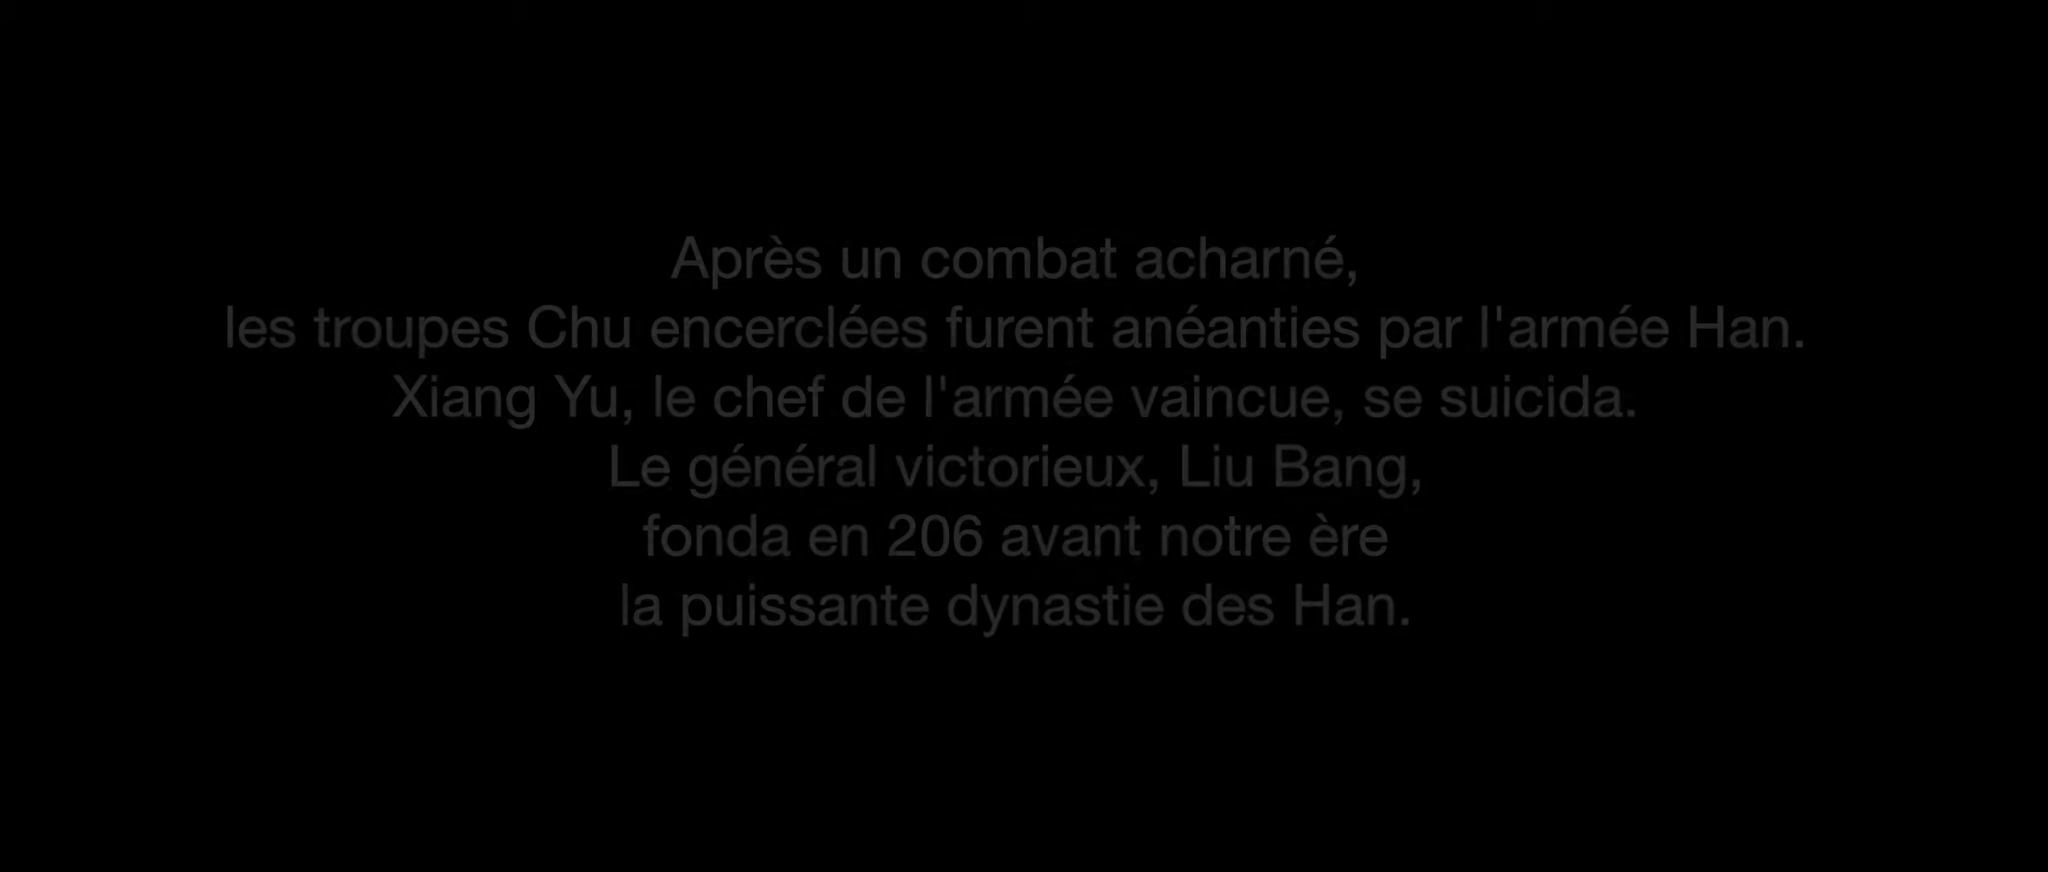 Après un combat acharné,
les troupes Chu encerclées furent anéanties par l'armée Han.
Xiang Yu, le chef de l'armée vaincue, se suicida.
Le général victorieux, Liu Bang,
fonda en 206 avant notre ère
la puissante dynastie des Han.